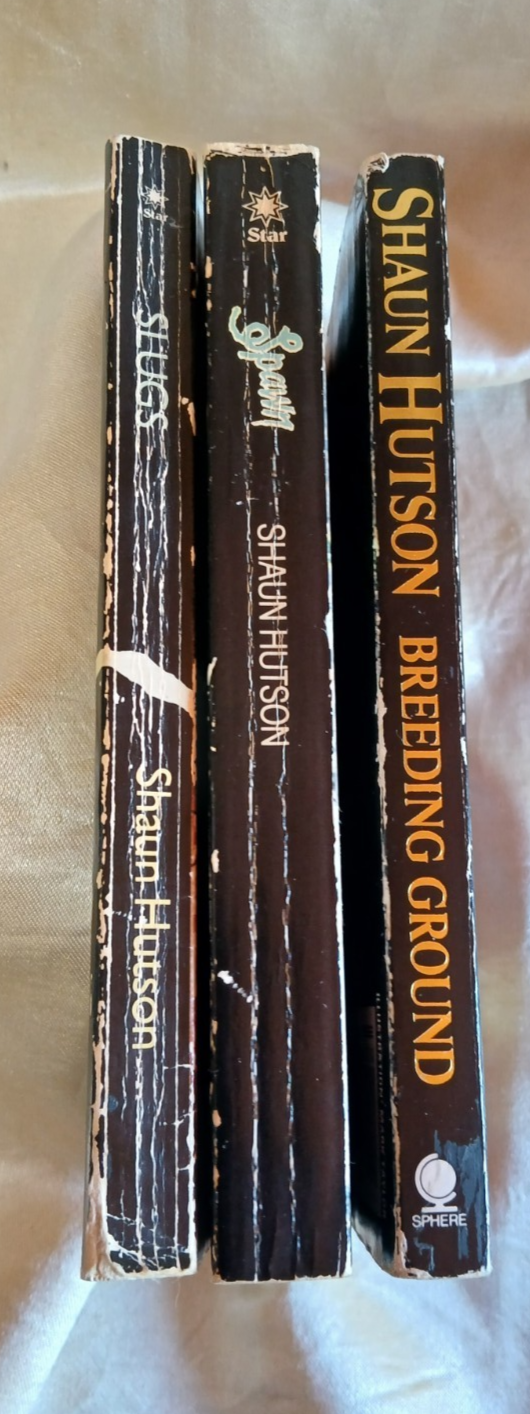 Star
SLUGS
Shaun Hutson
Star
Spawn
SHAUN HUTSON
SHAUN HUTSON BREEDING GROUND
SPHERE